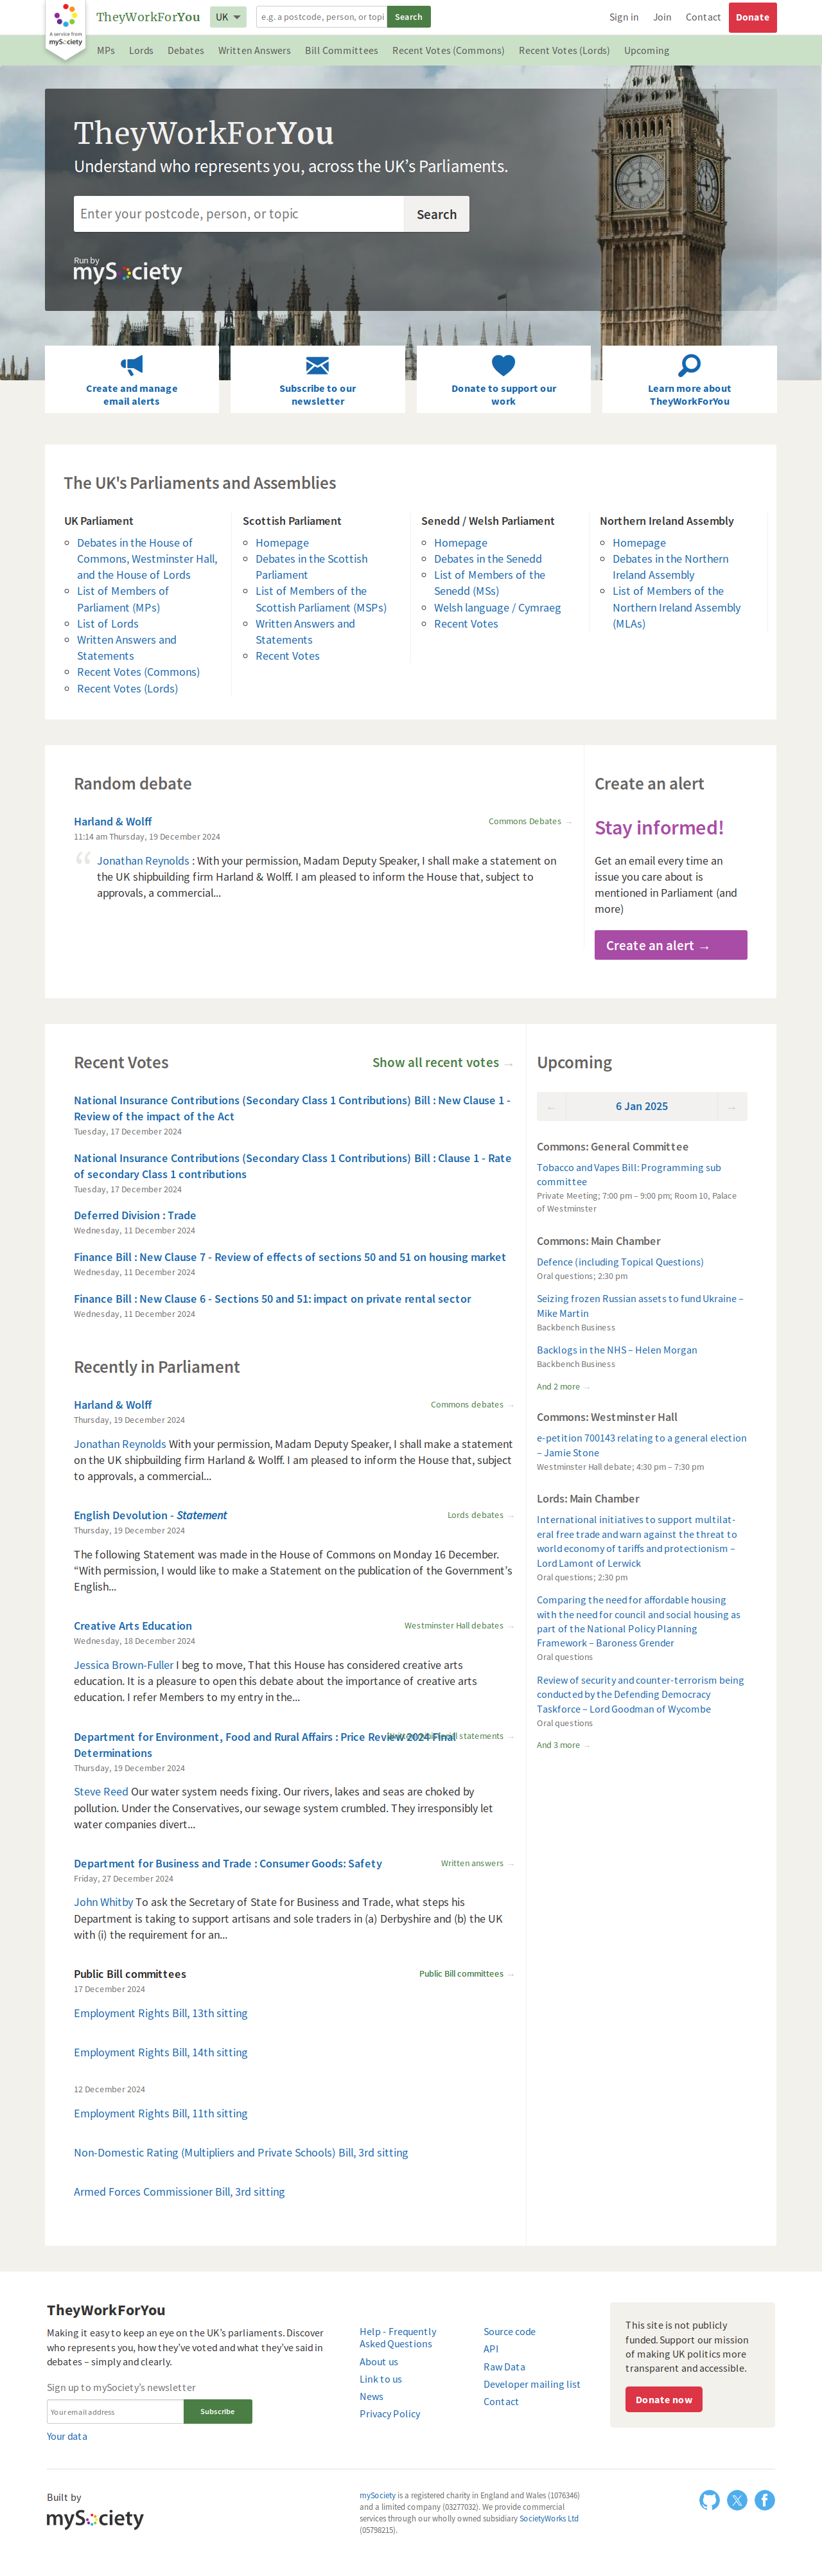 A service from
mySociety
TheyWorkForYou
UK
e.g. a postcode, person, or topi
Search
Sign in
Join
Contact
Donate
MPs
Lords
Debates
Written Answers
Bill Committees
Recent Votes (Commons)
Recent Votes (Lords)
Upcoming
TheyWorkForYou
Understand who represents you, across the UK’s Parliaments.
Enter your postcode, person, or topic
Search
Run by
mySociety
Create and manage
email alerts
Subscribe to our
newsletter
Donate to support our
work
Learn more about
TheyWorkForYou
The UK's Parliaments and Assemblies
UK Parliament
Debates in the House of
Commons, Westminster Hall,
and the House of Lords
List of Members of
Parliament (MPs)
List of Lords
Written Answers and
Statements
Recent Votes (Commons)
Recent Votes (Lords)
Scottish Parliament
Homepage
Debates in the Scottish
Parliament
List of Members of the
Scottish Parliament (MSPs)
Written Answers and
Statements
Recent Votes
Senedd / Welsh Parliament
Homepage
Debates in the Senedd
List of Members of the
Senedd (MSs)
Welsh language / Cymraeg
Recent Votes
Northern Ireland Assembly
Homepage
Debates in the Northern
Ireland Assembly
List of Members of the
Northern Ireland Assembly
(MLAs)
Random debate
Harland & Wolff
Commons Debates →
11:14 am Thursday, 19 December 2024
“ Jonathan Reynolds : With your permission, Madam Deputy Speaker, I shall make a statement on
the UK shipbuilding firm Harland & Wolff. I am pleased to inform the House that, subject to
approvals, a commercial...
Create an alert
Stay informed!
Get an email every time an
issue you care about is
mentioned in Parliament (and
more)
Create an alert →
Recent Votes
Show all recent votes →
National Insurance Contributions (Secondary Class 1 Contributions) Bill : New Clause 1 -
Review of the impact of the Act
Tuesday, 17 December 2024
National Insurance Contributions (Secondary Class 1 Contributions) Bill : Clause 1 - Rate
of secondary Class 1 contributions
Tuesday, 17 December 2024
Deferred Division : Trade
Wednesday, 11 December 2024
Finance Bill : New Clause 7 - Review of effects of sections 50 and 51 on housing market
Wednesday, 11 December 2024
Finance Bill : New Clause 6 - Sections 50 and 51: impact on private rental sector
Wednesday, 11 December 2024
Recently in Parliament
Harland & Wolff
Commons debates →
Thursday, 19 December 2024
Jonathan Reynolds With your permission, Madam Deputy Speaker, I shall make a statement
on the UK shipbuilding firm Harland & Wolff. I am pleased to inform the House that, subject
to approvals, a commercial...
English Devolution - Statement
Lords debates →
Thursday, 19 December 2024
The following Statement was made in the House of Commons on Monday 16 December.
“With permission, I would like to make a Statement on the publication of the Government’s
English...
Creative Arts Education
Westminster Hall debates →
Wednesday, 18 December 2024
Jessica Brown-Fuller I beg to move, That this House has considered creative arts
education. It is a pleasure to open this debate about the importance of creative arts
education. I refer Members to my entry in the...
Department for Environment, Food and Rural Affairs : Price Review 2024 Final
Determinations
statements →
Thursday, 19 December 2024
Steve Reed Our water system needs fixing. Our rivers, lakes and seas are choked by
pollution. Under the Conservatives, our sewage system crumbled. They irresponsibly let
water companies divert...
Department for Business and Trade : Consumer Goods: Safety
Written answers →
Friday, 27 December 2024
John Whitby To ask the Secretary of State for Business and Trade, what steps his
Department is taking to support artisans and sole traders in (a) Derbyshire and (b) the UK
with (i) the requirement for an...
Public Bill committees
Public Bill committees →
17 December 2024
Employment Rights Bill, 13th sitting
Employment Rights Bill, 14th sitting
12 December 2024
Employment Rights Bill, 11th sitting
Non-Domestic Rating (Multipliers and Private Schools) Bill, 3rd sitting
Armed Forces Commissioner Bill, 3rd sitting
Upcoming
← 6 Jan 2025 →
Commons: General Committee
Tobacco and Vapes Bill: Programming sub
committee
Private Meeting; 7:00 pm – 9:00 pm; Room 10, Palace
of Westminster
Commons: Main Chamber
Defence (including Topical Questions)
Oral questions; 2:30 pm
Seizing frozen Russian assets to fund Ukraine –
Mike Martin
Backbench Business
Backlogs in the NHS – Helen Morgan
Backbench Business
And 2 more →
Commons: Westminster Hall
e-petition 700143 relating to a general election
– Jamie Stone
Westminster Hall debate; 4:30 pm – 7:30 pm
Lords: Main Chamber
International initiatives to support multilat-
eral free trade and warn against the threat to
world economy of tariffs and protectionism –
Lord Lamont of Lerwick
Oral questions; 2:30 pm
Comparing the need for affordable housing
with the need for council and social housing as
part of the National Policy Planning
Framework – Baroness Grender
Oral questions
Review of security and counter-terrorism being
conducted by the Defending Democracy
Taskforce – Lord Goodman of Wycombe
Oral questions
And 3 more →
TheyWorkForYou
Making it easy to keep an eye on the UK’s parliaments. Discover
who represents you, how they’ve voted and what they’ve said in
debates – simply and clearly.
Sign up to mySociety’s newsletter
Your email address
Subscribe
Your data
Help - Frequently
Asked Questions
About us
Link to us
News
Privacy Policy
Source code
API
Raw Data
Developer mailing list
Contact
This site is not publicly
funded. Support our mission
of making UK politics more
transparent and accessible.
Donate now
Built by
mySociety
mySociety is a registered charity in England and Wales (1076346)
and a limited company (03277032). We provide commercial
services through our wholly owned subsidiary SocietyWorks Ltd
(05798215).